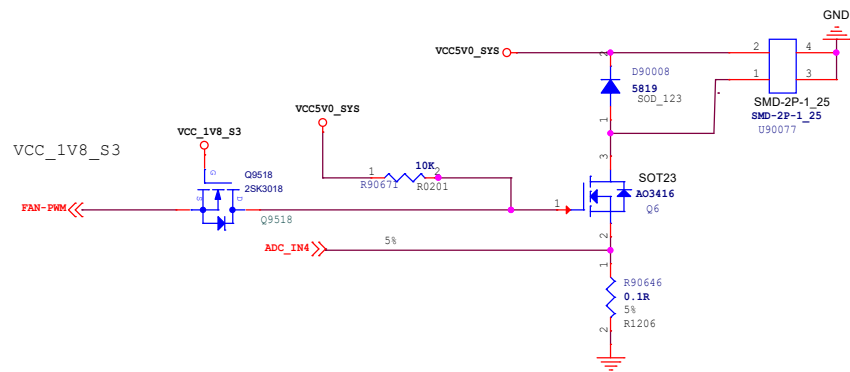 GND
VCC5V0_SYS
2
2
4
D90008
1
3
5819
SOD_123
VCC5V0_SYS
SMD-2P-1_25
SMD-2P-1_25
1
U90077
VCC_1V8_S3
VCC_1V8_S3
10K
3
1
2
G
Q9518
R90671
R0201
SOT23
2SK3018
AO3416
S
D
FAN-PWM
1
Q6
Q9518
2
ADC_IN4
5%
1
R90646
0.1R
5%
2
R1206